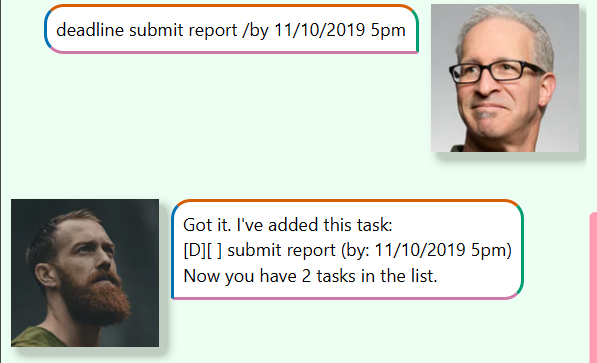 deadline submit report /by 11/10/2019 5pm
Got it. I've added this task:
[D][ ] submit report (by: 11/10/2019 5pm)
Now you have 2 tasks in the list.